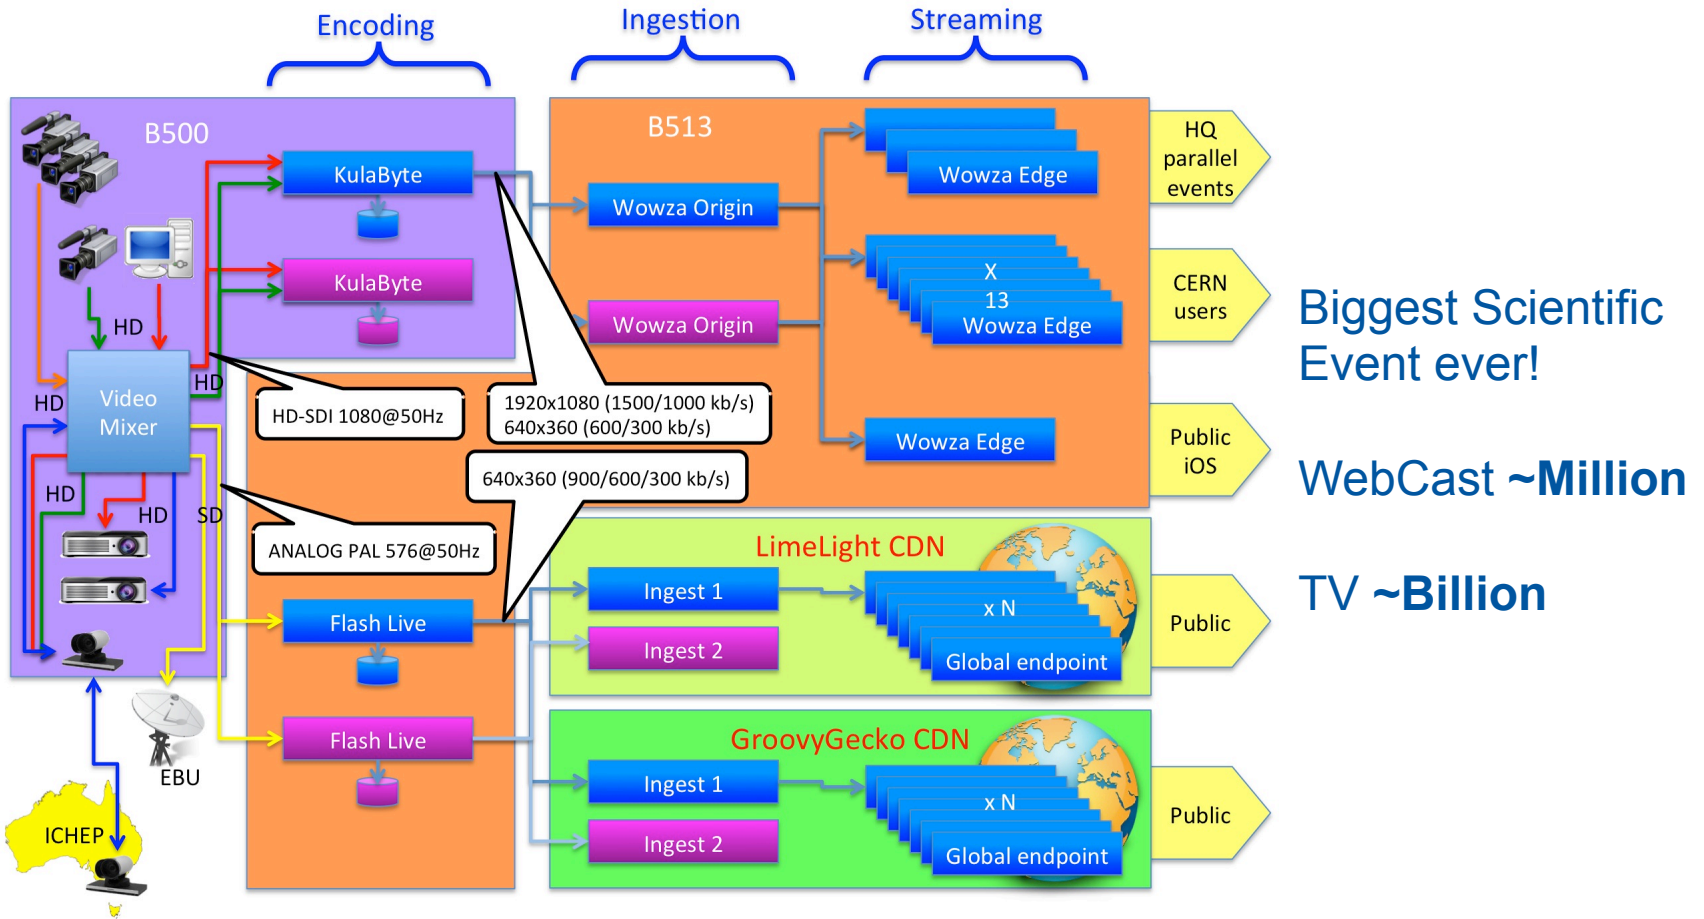 Encoding
Ingestion
Streaming
B500
B513
KulaByte
KulaByte
Wowza Origin
Wowza Origin
Wowza Edge
X
13
Wowza Edge
Wowza Edge
HQ
parallel
events
CERN
users
Public
iOS
HD
HD
HD
Video
Mixer
HD
HD
SD
HD-SDI 1080@50Hz
1920x1080 (1500/1000 kb/s)
640x360 (600/300 kb/s)
640x360 (900/600/300 kb/s)
ANALOG PAL 576@50Hz
Flash Live
Flash Live
EBU
ICHEP
LimeLight CDN
Ingest 1
Ingest 2
x N
Global endpoint
Public
GroovyGecko CDN
Ingest 1
Ingest 2
x N
Global endpoint
Public
Biggest Scientific
Event ever!
WebCast ~Million
TV ~Billion